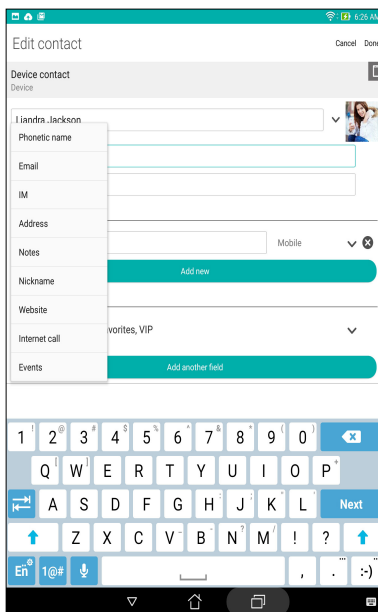 6:26 AM
Edit contact
Cancel Done
Device contact
Device
Liandra Jackson
Phonetic name
Email
IM
Address
Notes
Mobile
Add new
Nickname
Website
vorites, VIP
Internet call
Events
Add another field
1 ! 2 @ 3 # 4 $ 5 % 6 ^ 7 & 8 * 9 ( 0 )
Q [ W ] E R T Y U I O P +
A S D F G H : J ; K " L ' Next
Z X C V - B - N ? M / ! ?
En 1@# , . ... :-) ...